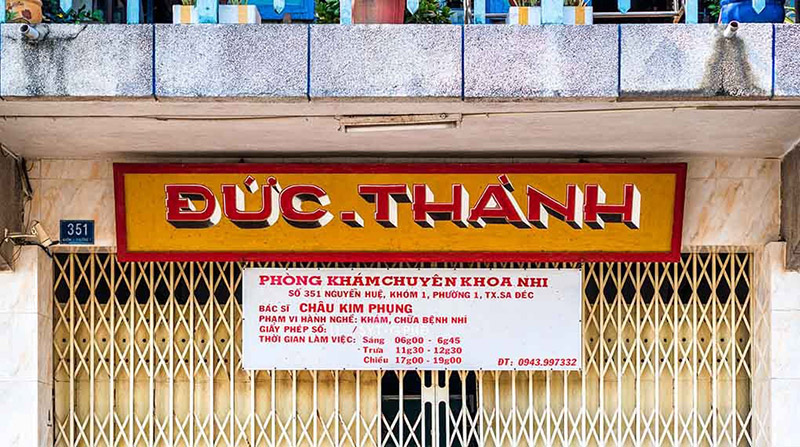 ĐỨC.THÀNH
351
PHÒNG KHÁM CHUYÊN KHOA NHI
SỐ 351 NGUYỄN HUỆ, KHÓM 1, PHƯỜNG 1, TX.SA ĐÉC
BÁC SĨ CHÂU KIM PHỤNG
PHẠM VI HÀNH NGHỀ: KHÁM, CHỮA BỆNH NHI
GIẤY PHÉP SỐ:
THỜI GIAN LÀM VIỆC: Sáng 06g00 - 6g45
Trưa 11g30 - 12g30
Chiều 17g00 - 19g00
ĐT: 0943.997332